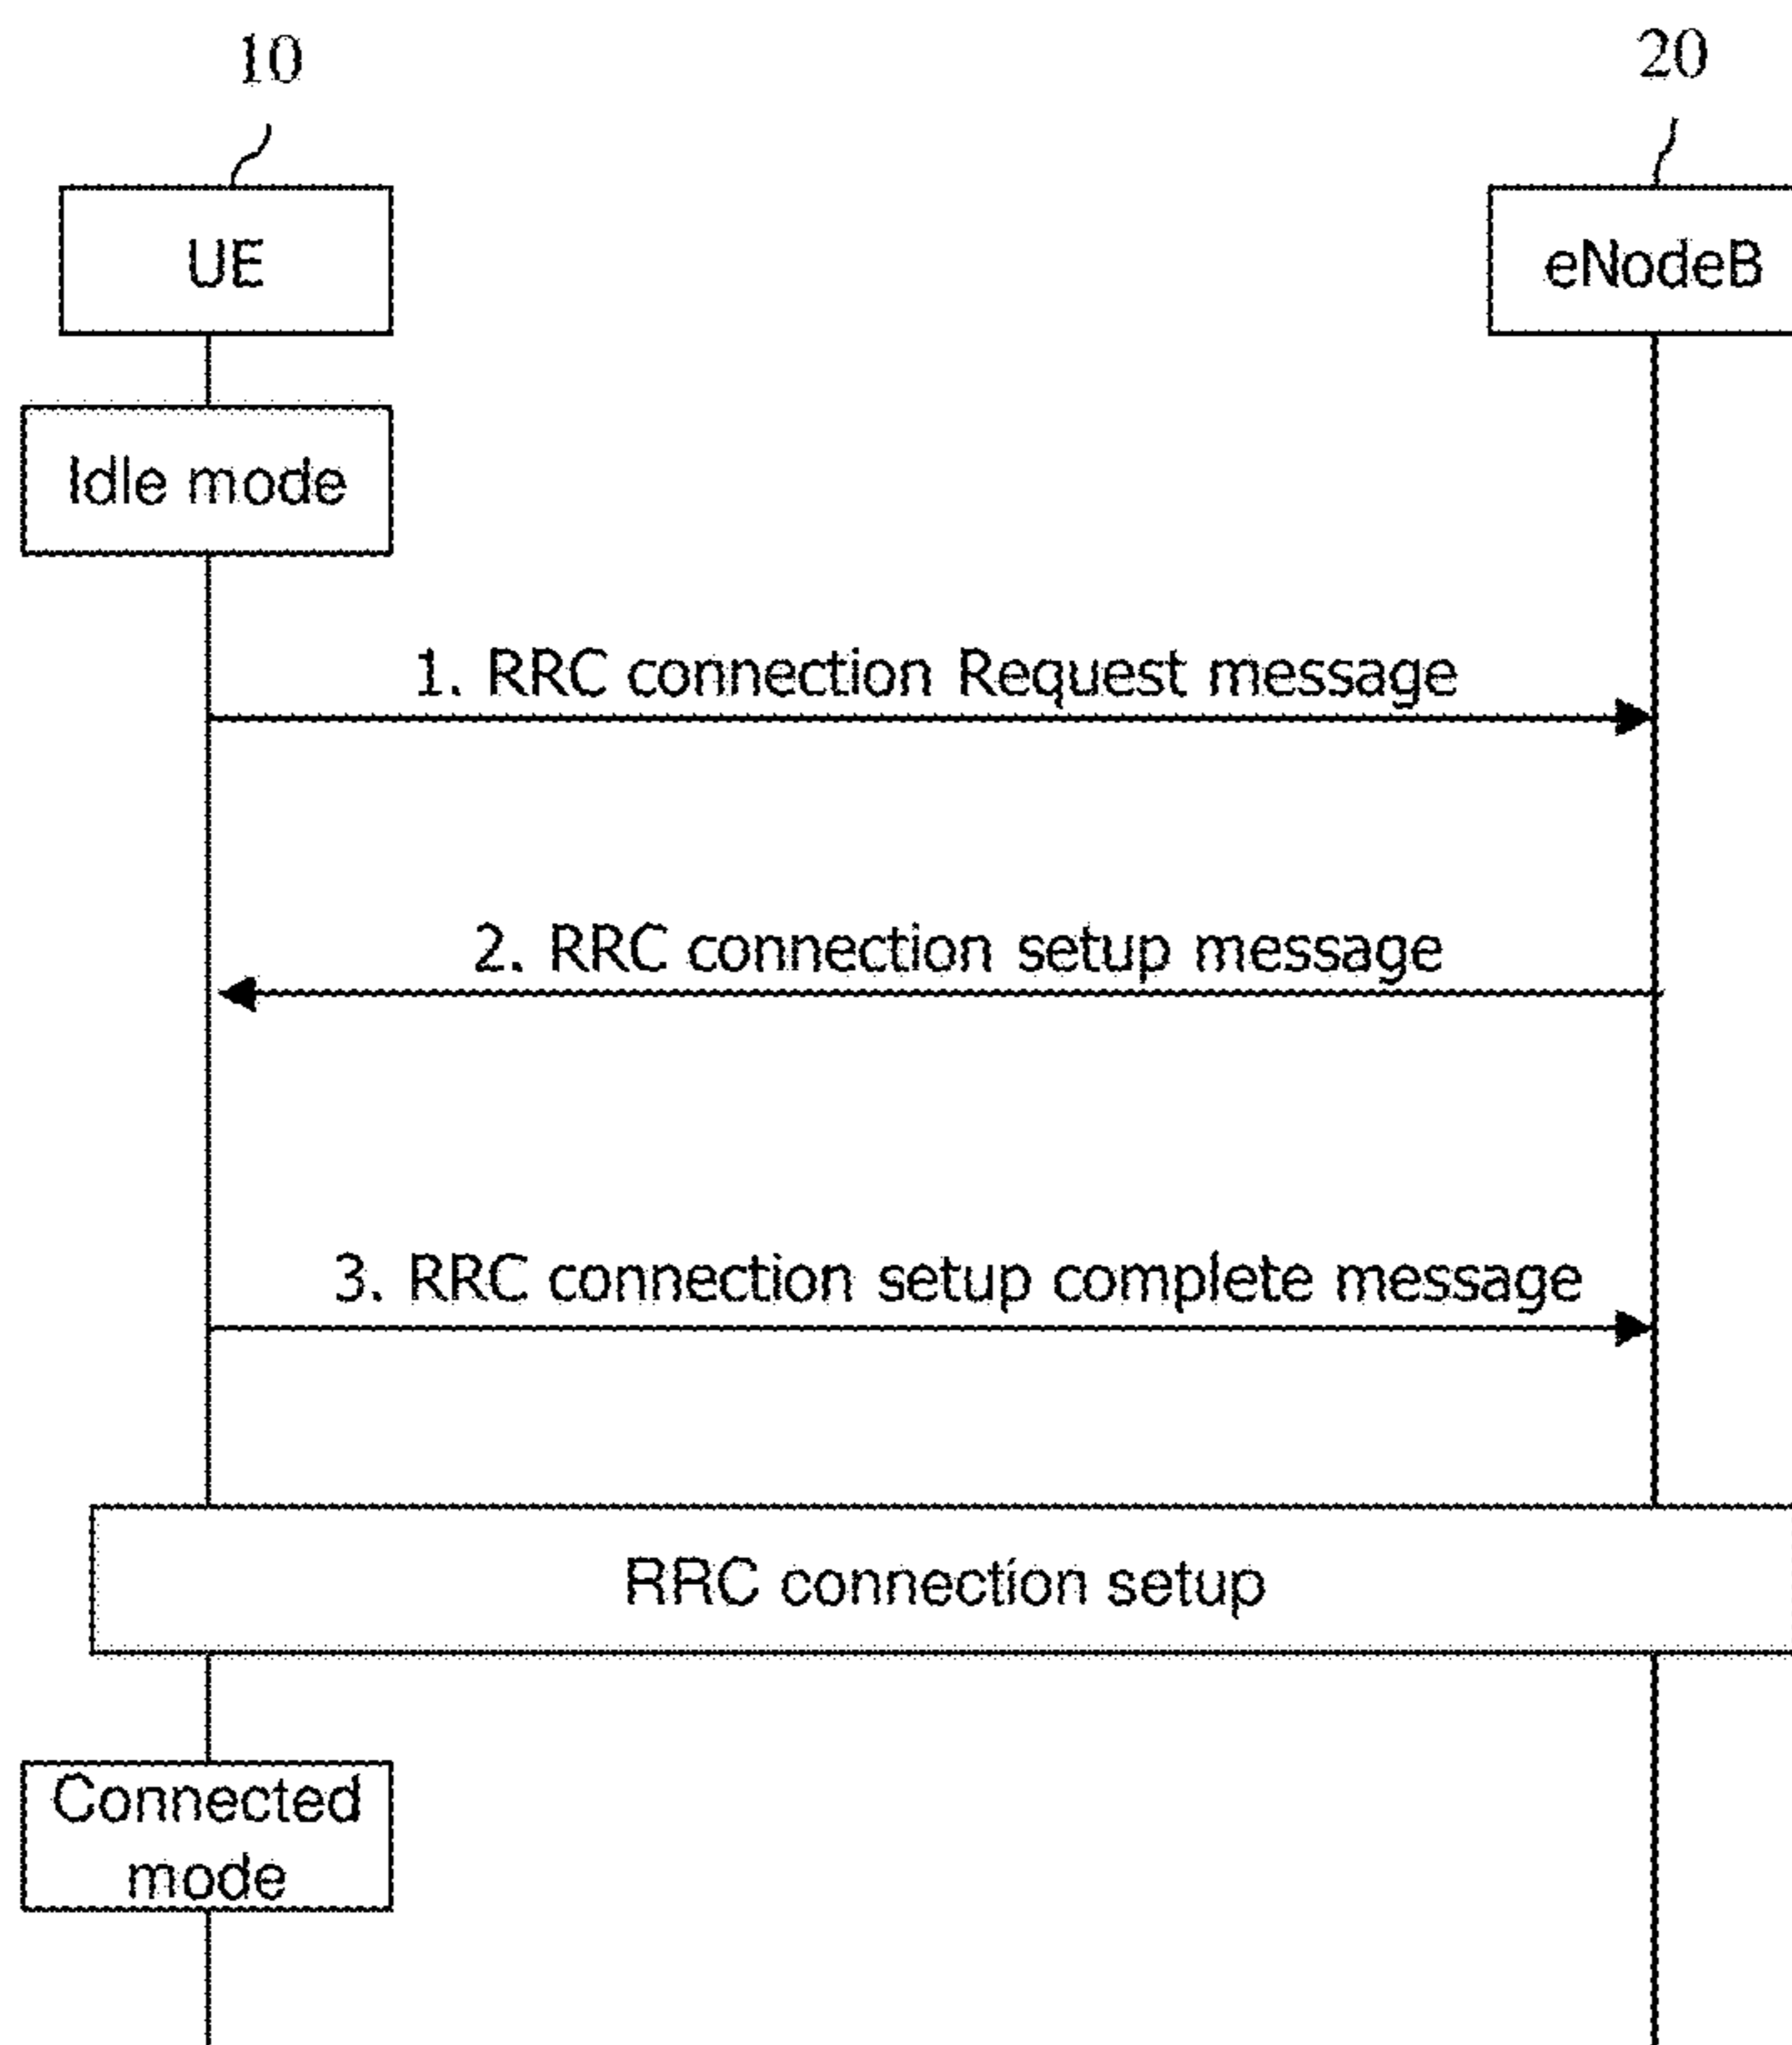 10
20
UE
eNodeB
Idle mode
1. RRC connection Request message
2. RRC connection setup message
3. RRC connection setup complete message
RRC connection setup
Connected
mode